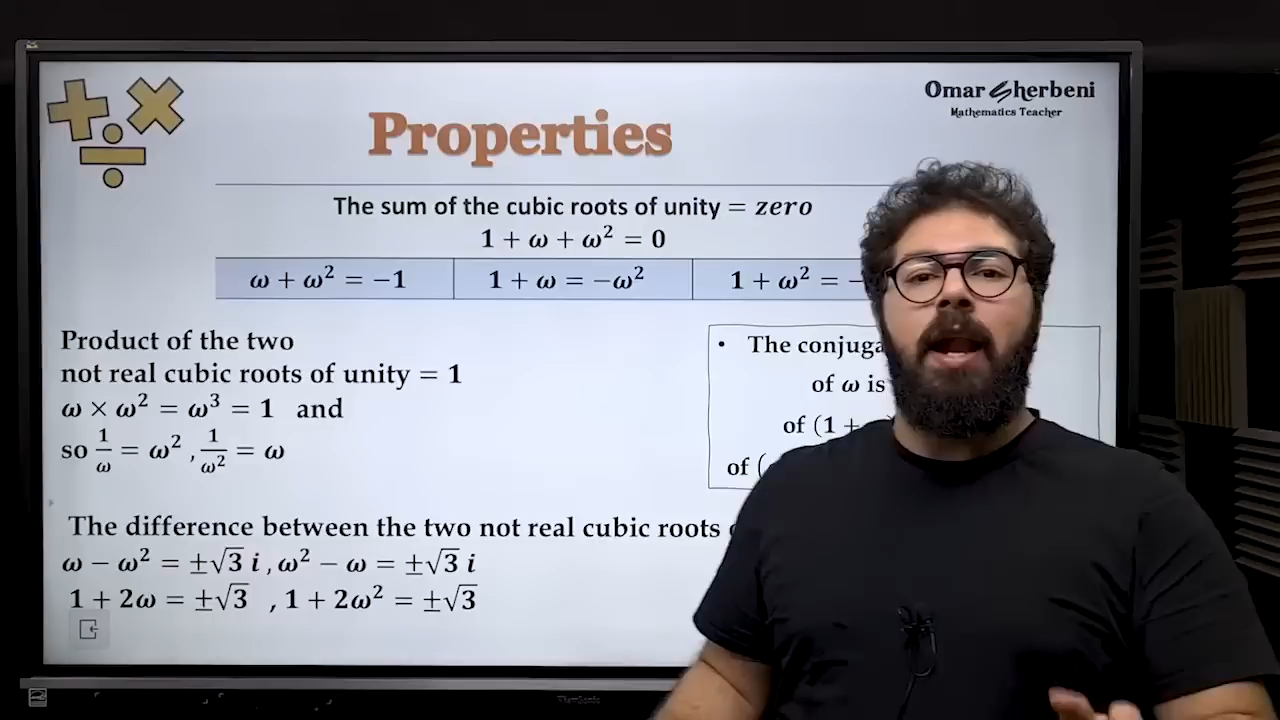 Omar Sherbeni
Mathematics Teacher
Properties
The sum of the cubic roots of unity = zero
1 + ω + ω² = 0
ω + ω² = −1
1 + ω = −ω²
1 + ω² = −
Product of the two
not real cubic roots of unity = 1
ω × ω² = ω³ = 1 and
so 1/ω = ω² , 1/ω² = ω
• The
of ω is
of (1 +
of (
The difference between the two not real cubic roots
ω − ω² = ±√3 i , ω² − ω = ±√3 i
1 + 2ω = ±√3 , 1 + 2ω² = ±√3